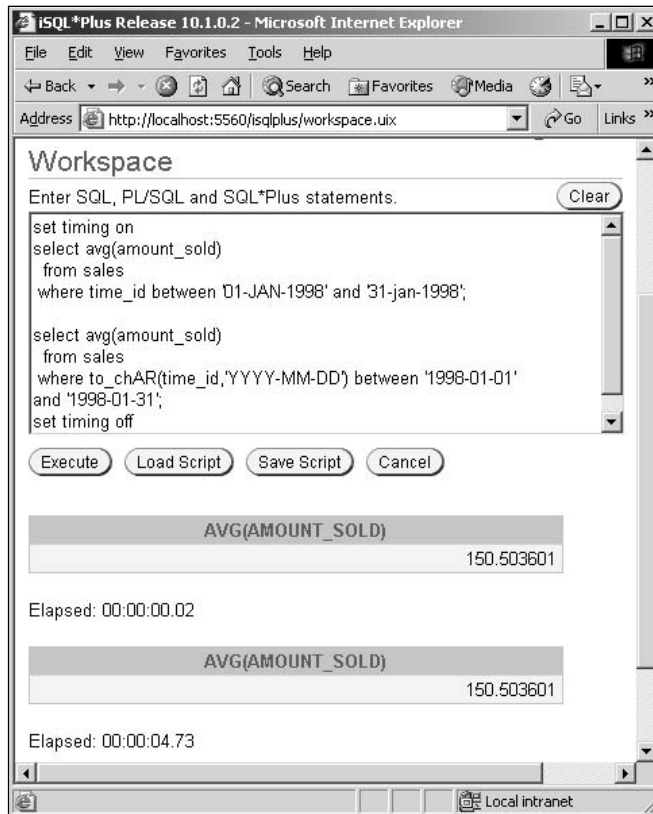 iSQL*Plus Release 10.1.0.2 - Microsoft Internet Explorer
File Edit View Favorites Tools Help
Back Search Favorites Media
Address http://localhost:5560/isqlplus/workspace.uix Go Links
Workspace
Enter SQL, PL/SQL and SQL*Plus statements. Clear
set timing on
select avg(amount_sold)
from sales
where time_id between '01-JAN-1998' and '31-jan-1998';
select avg(amount_sold)
from sales
where to_chAR(time_id,'YYYY-MM-DD') between '1998-01-01'
and '1998-01-31';
set timing off
Execute Load Script Save Script Cancel
AVG(AMOUNT_SOLD)
150.503601
Elapsed: 00:00:00.02
AVG(AMOUNT_SOLD)
150.503601
Elapsed: 00:00:04.73
Local intranet